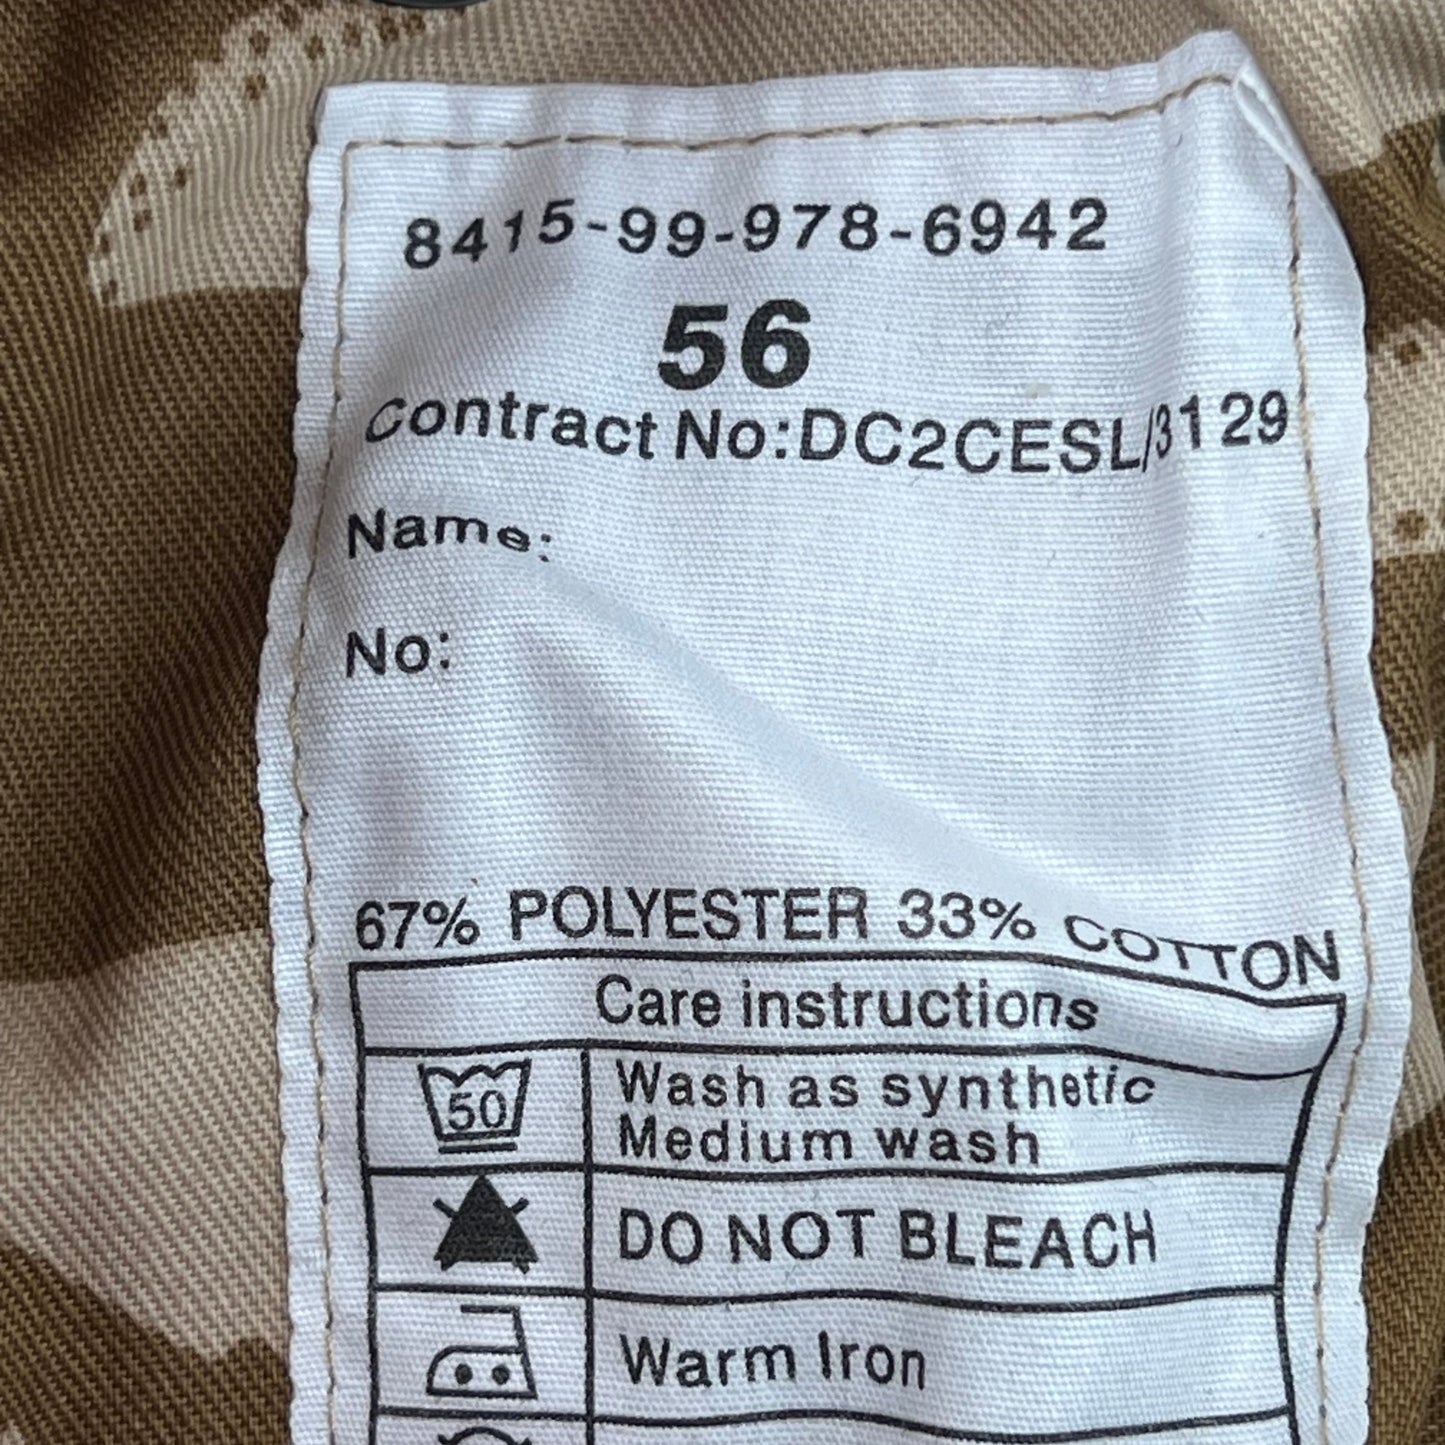 8415-99-978-6942
56
Contract No:DC2CESL/3129
Name:
No:
67% POLYESTER 33% COTTON
Care instructions
50
Wash as synthetic
Medium wash
DO NOT BLEACH
Warm Iron